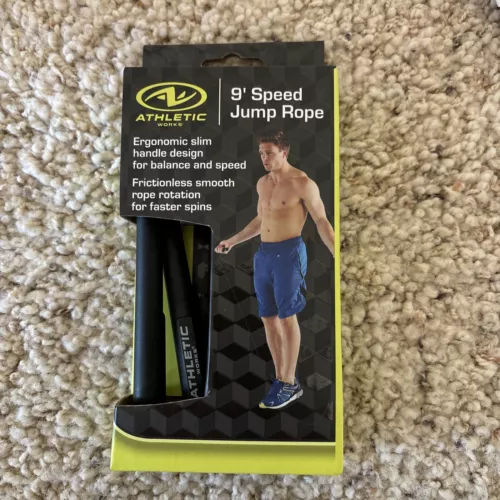 ATHLETIC
WORKS
9' Speed
Jump Rope
Ergonomic slim
handle design
for balance and speed
Frictionless smooth
rope rotation
for faster spins
ATHLETIC
WORKS